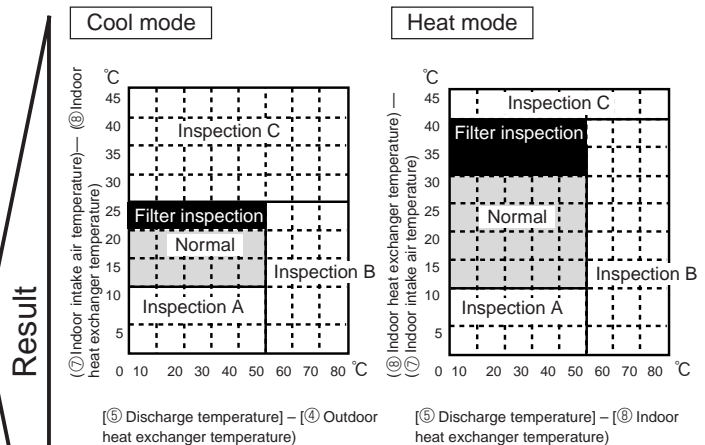 Cool mode
Heat mode
Result
(⑦Indoor intake air temperature)— (⑧Indoor
heat exchanger temperature)
℃
45
40
35
30
25
20
15
10
5
0 10 20 30 40 50 60 70 80 ℃
Inspection C
Filter inspection
Normal
Inspection B
Inspection A
[⑤ Discharge temperature] – [④ Outdoor
heat exchanger temperature)
(⑧ Indoor heat exchanger temperature) —
(⑦ Indoor intake air temperature)
℃
45
40
35
30
25
20
15
10
5
0 10 20 30 40 50 60 70 80 ℃
Inspection C
Filter inspection
Normal
Inspection B
Inspection A
[⑤ Discharge temperature] – [⑧ Indoor
heat exchanger temperature)